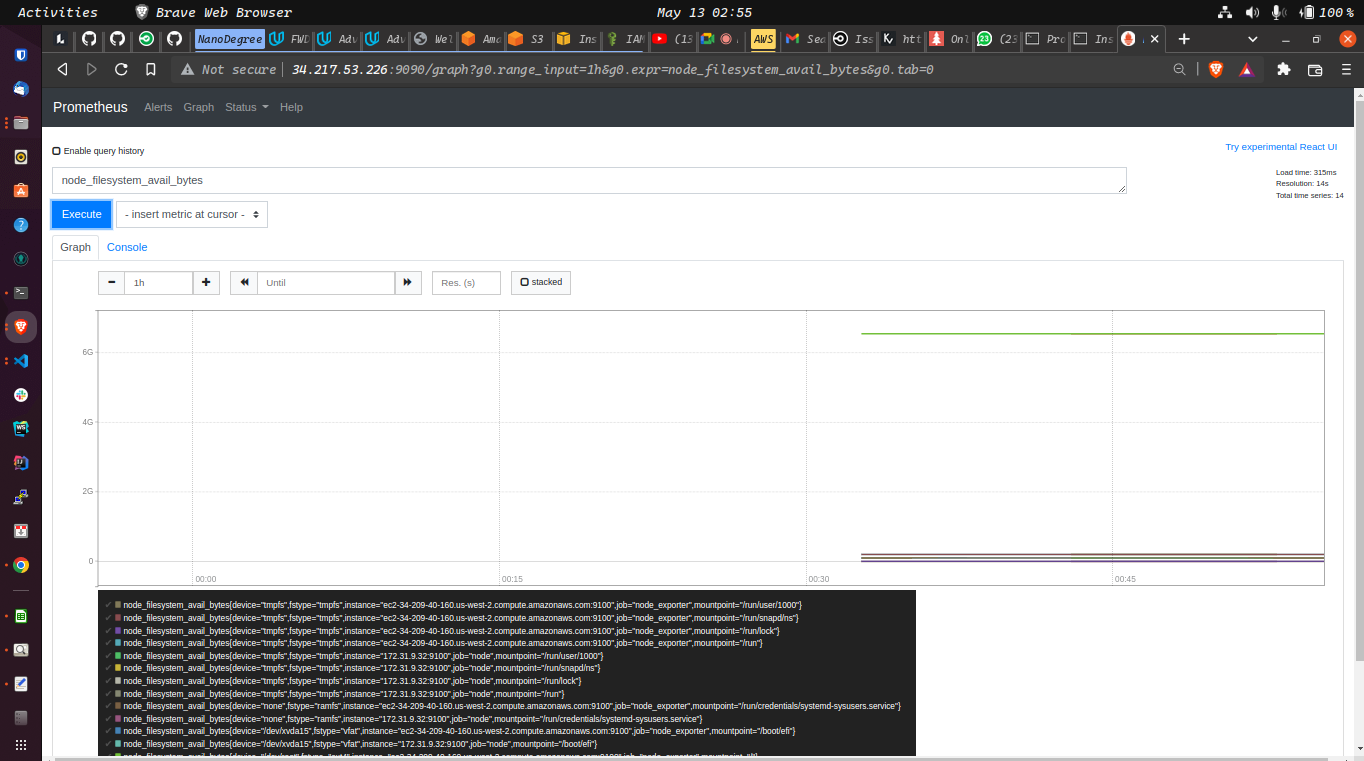 Activities Brave Web Browser May 13 02:55 100 %
NanoDegree FWD Adv Adv Wel Ama S3 Ins IAM (13 AWS Sea Iss htt Onl (23 Pro Ins
Not secure 34.217.53.226:9090/graph?g0.range_input=1h&g0.expr=node_filesystem_avail_bytes&g0.tab=0
Prometheus Alerts Graph Status Help
Enable query history
Try experimental React UI
node_filesystem_avail_bytes
Load time: 315ms
Resolution: 14s
Total time series: 14
Execute - insert metric at cursor -
Graph Console
1h Until Res. (s) stacked
6G
4G
2G
0
00:00 00:15 00:30 00:45
node_filesystem_avail_bytes{device="tmpfs",fstype="tmpfs",instance="ec2-34-209-40-160.us-west-2.compute.amazonaws.com:9100",job="node_exporter",mountpoint="/run/user/1000"}
node_filesystem_avail_bytes{device="tmpfs",fstype="tmpfs",instance="ec2-34-209-40-160.us-west-2.compute.amazonaws.com:9100",job="node_exporter",mountpoint="/run/snapd/ns"}
node_filesystem_avail_bytes{device="tmpfs",fstype="tmpfs",instance="ec2-34-209-40-160.us-west-2.compute.amazonaws.com:9100",job="node_exporter",mountpoint="/run/lock"}
node_filesystem_avail_bytes{device="tmpfs",fstype="tmpfs",instance="ec2-34-209-40-160.us-west-2.compute.amazonaws.com:9100",job="node_exporter",mountpoint="/run"}
node_filesystem_avail_bytes{device="tmpfs",fstype="tmpfs",instance="172.31.9.32:9100",job="node",mountpoint="/run/user/1000"}
node_filesystem_avail_bytes{device="tmpfs",fstype="tmpfs",instance="172.31.9.32:9100",job="node",mountpoint="/run/snapd/ns"}
node_filesystem_avail_bytes{device="tmpfs",fstype="tmpfs",instance="172.31.9.32:9100",job="node",mountpoint="/run/lock"}
node_filesystem_avail_bytes{device="tmpfs",fstype="tmpfs",instance="172.31.9.32:9100",job="node",mountpoint="/run"}
node_filesystem_avail_bytes{device="none",fstype="ramfs",instance="ec2-34-209-40-160.us-west-2.compute.amazonaws.com:9100",job="node_exporter",mountpoint="/run/credentials/systemd-sysusers.service"}
node_filesystem_avail_bytes{device="none",fstype="ramfs",instance="172.31.9.32:9100",job="node",mountpoint="/run/credentials/systemd-sysusers.service"}
node_filesystem_avail_bytes{device="/dev/xvda15",fstype="vfat",instance="ec2-34-209-40-160.us-west-2.compute.amazonaws.com:9100",job="node_exporter",mountpoint="/boot/efi"}
node_filesystem_avail_bytes{device="/dev/xvda15",fstype="vfat",instance="172.31.9.32:9100",job="node",mountpoint="/boot/efi"}